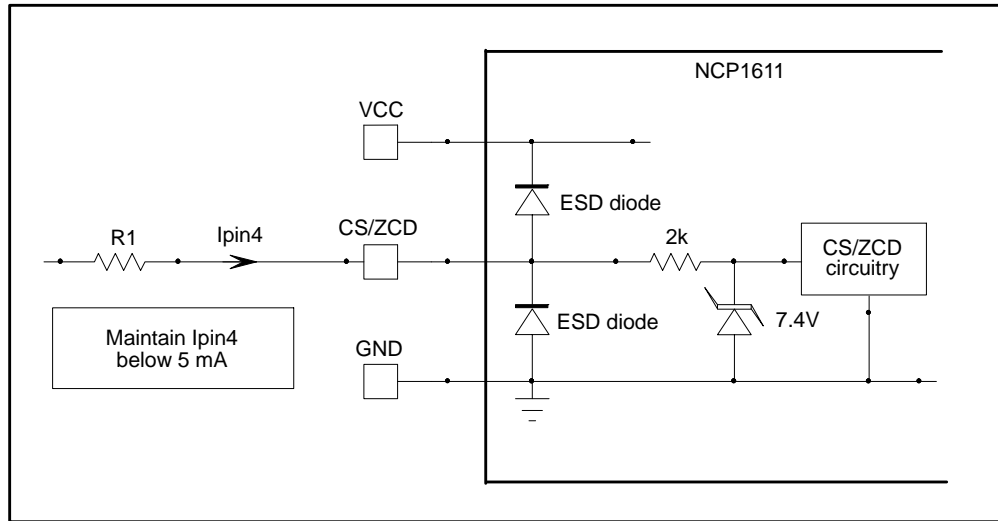 NCP1611
VCC
ESD diode
R1
Ipin4
CS/ZCD
2k
CS/ZCD
circuitry
Maintain Ipin4
below 5 mA
ESD diode
7.4V
GND